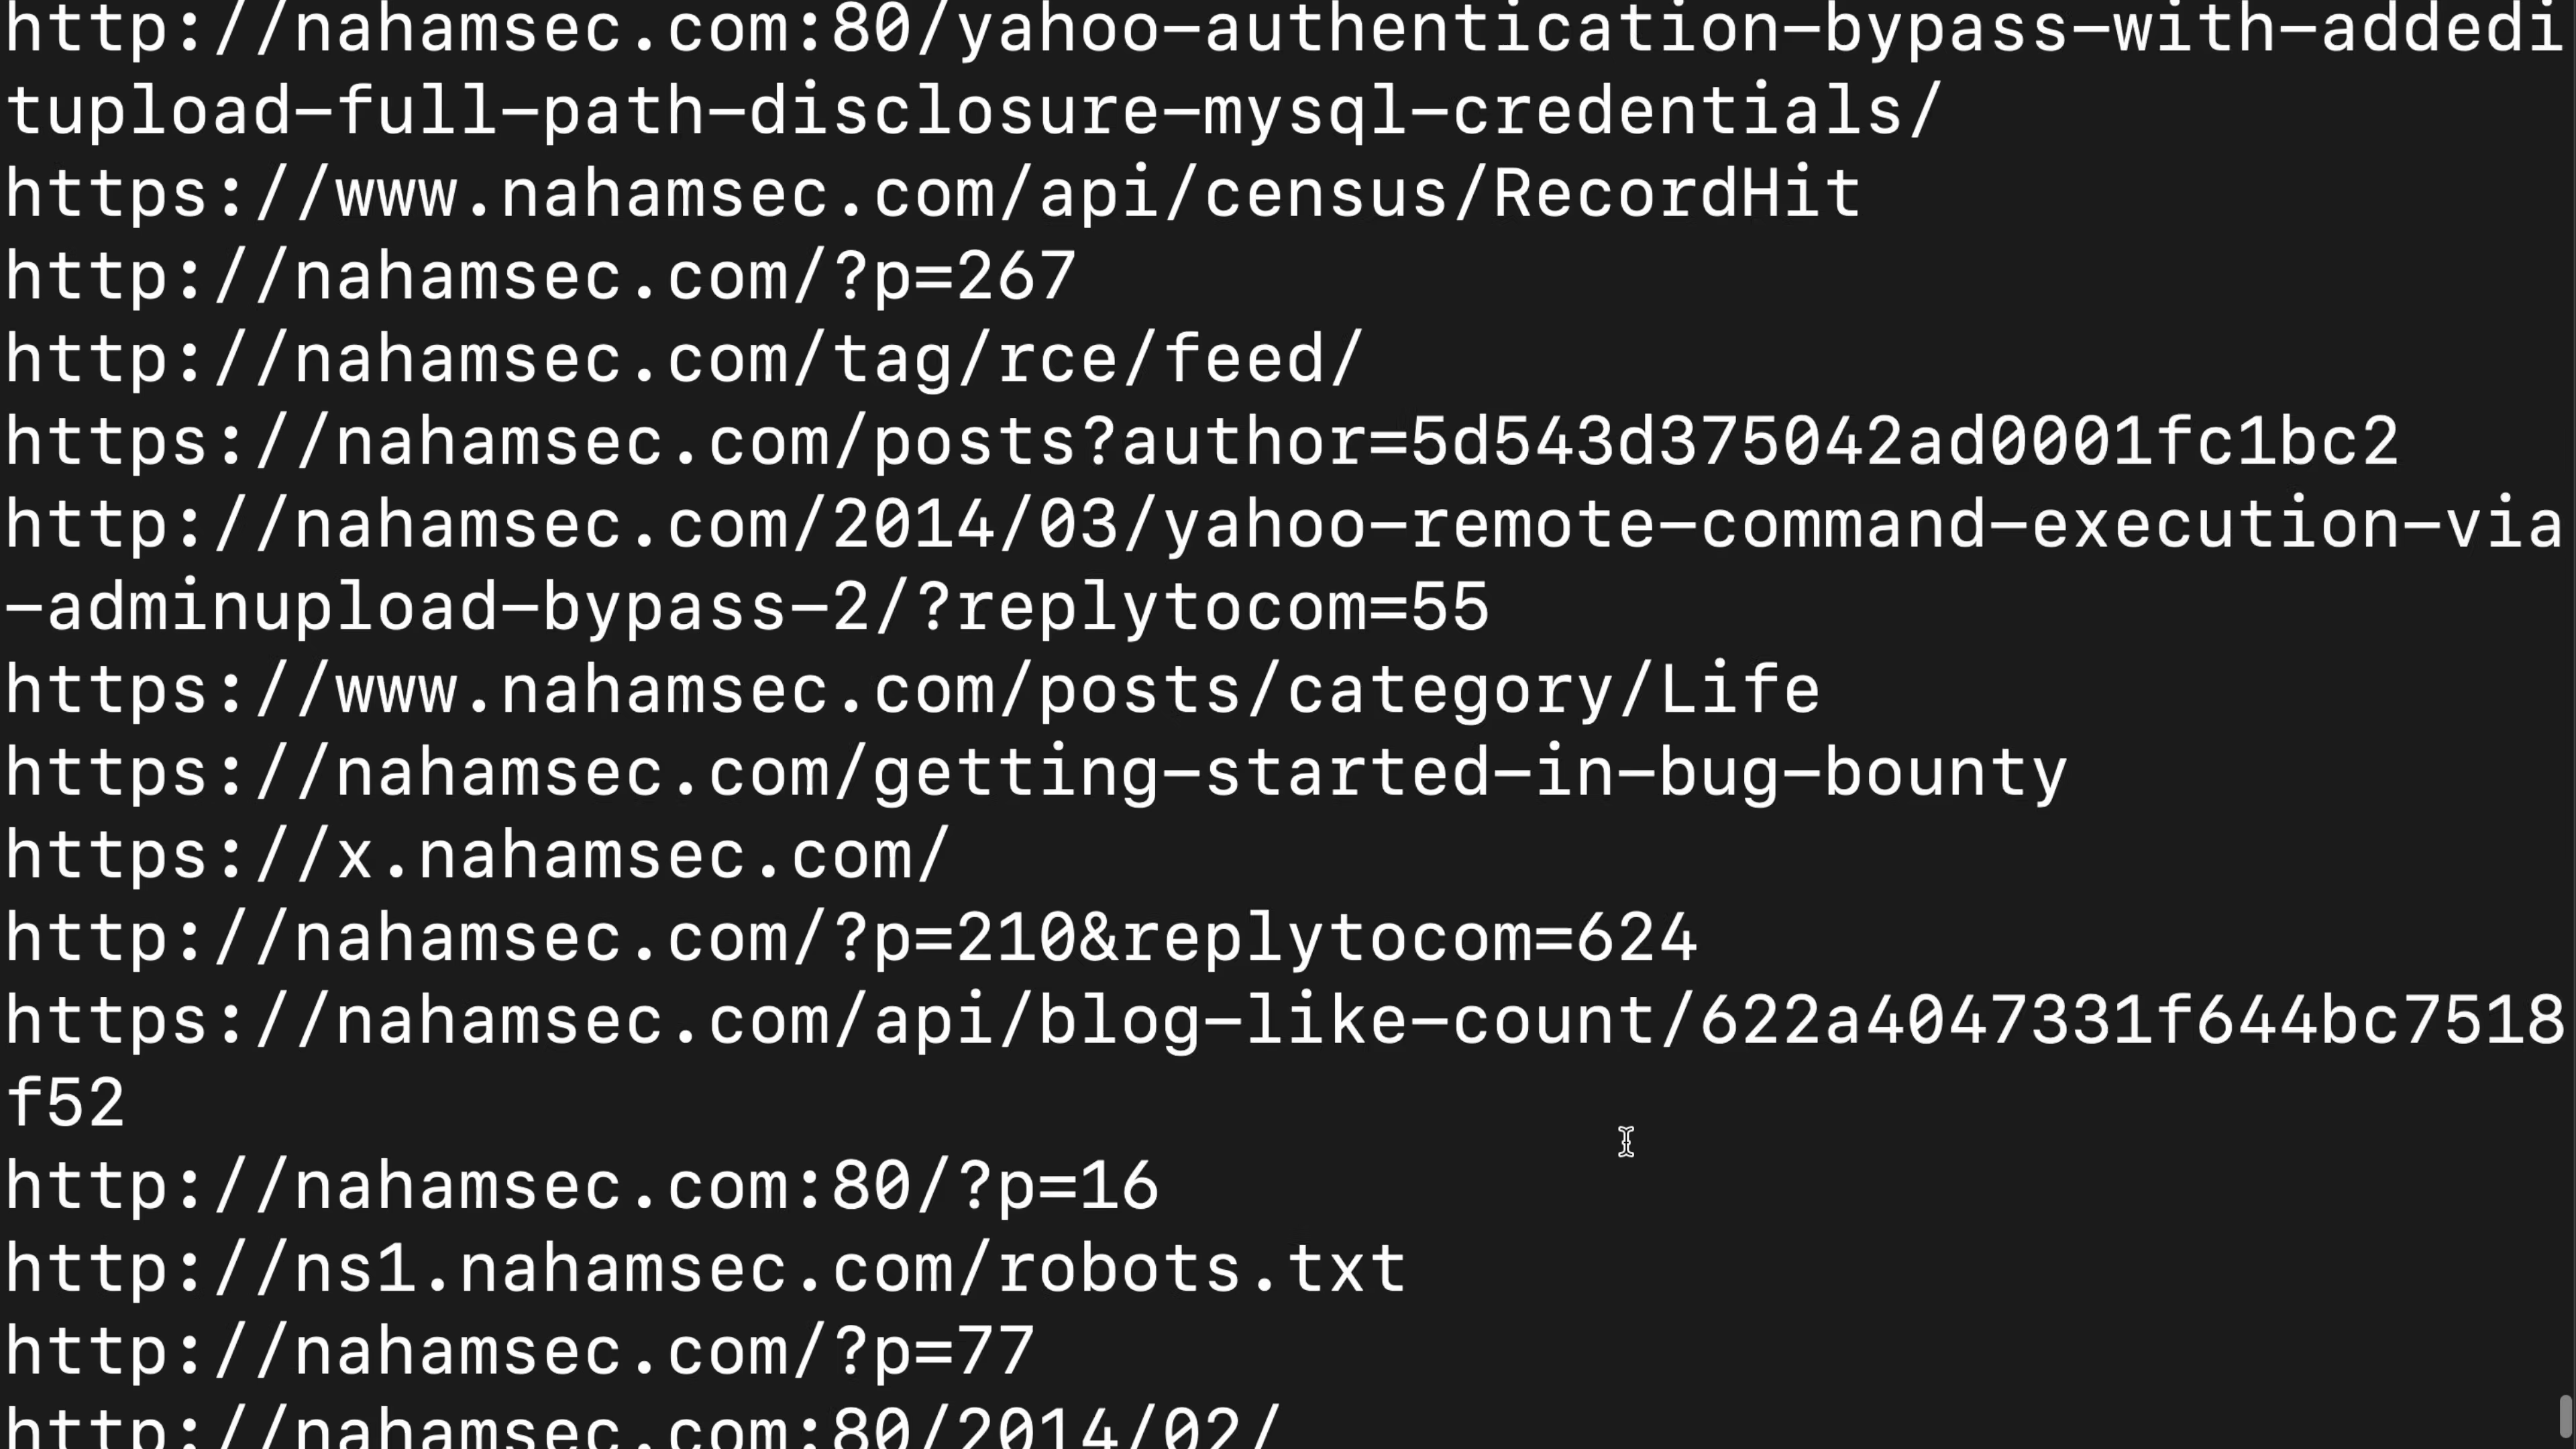 http://nahamsec.com:80/yahoo-authentication-bypass-with-addedi
tupload-full-path-disclosure-mysql-credentials/
https://www.nahamsec.com/api/census/RecordHit
http://nahamsec.com/?p=267
http://nahamsec.com/tag/rce/feed/
https://nahamsec.com/posts?author=5d543d375042ad0001fc1bc2
http://nahamsec.com/2014/03/yahoo-remote-command-execution-via
-adminupload-bypass-2/?replytocom=55
https://www.nahamsec.com/posts/category/Life
https://nahamsec.com/getting-started-in-bug-bounty
https://x.nahamsec.com/
http://nahamsec.com/?p=210&replytocom=624
https://nahamsec.com/api/blog-like-count/622a4047331f644bc7518
f52
http://nahamsec.com:80/?p=16
http://ns1.nahamsec.com/robots.txt
http://nahamsec.com/?p=77
http://nahamsec.com:80/2014/02/